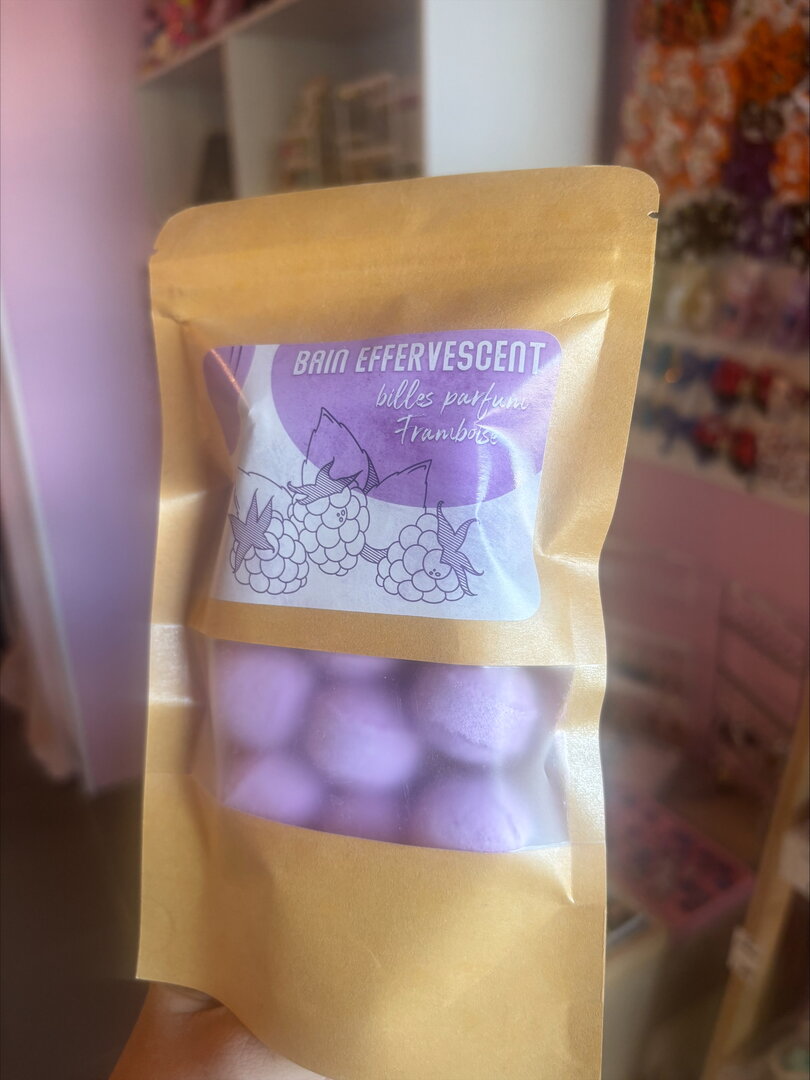 BAIN EFFERVESCENT
billes parfum
Framboise